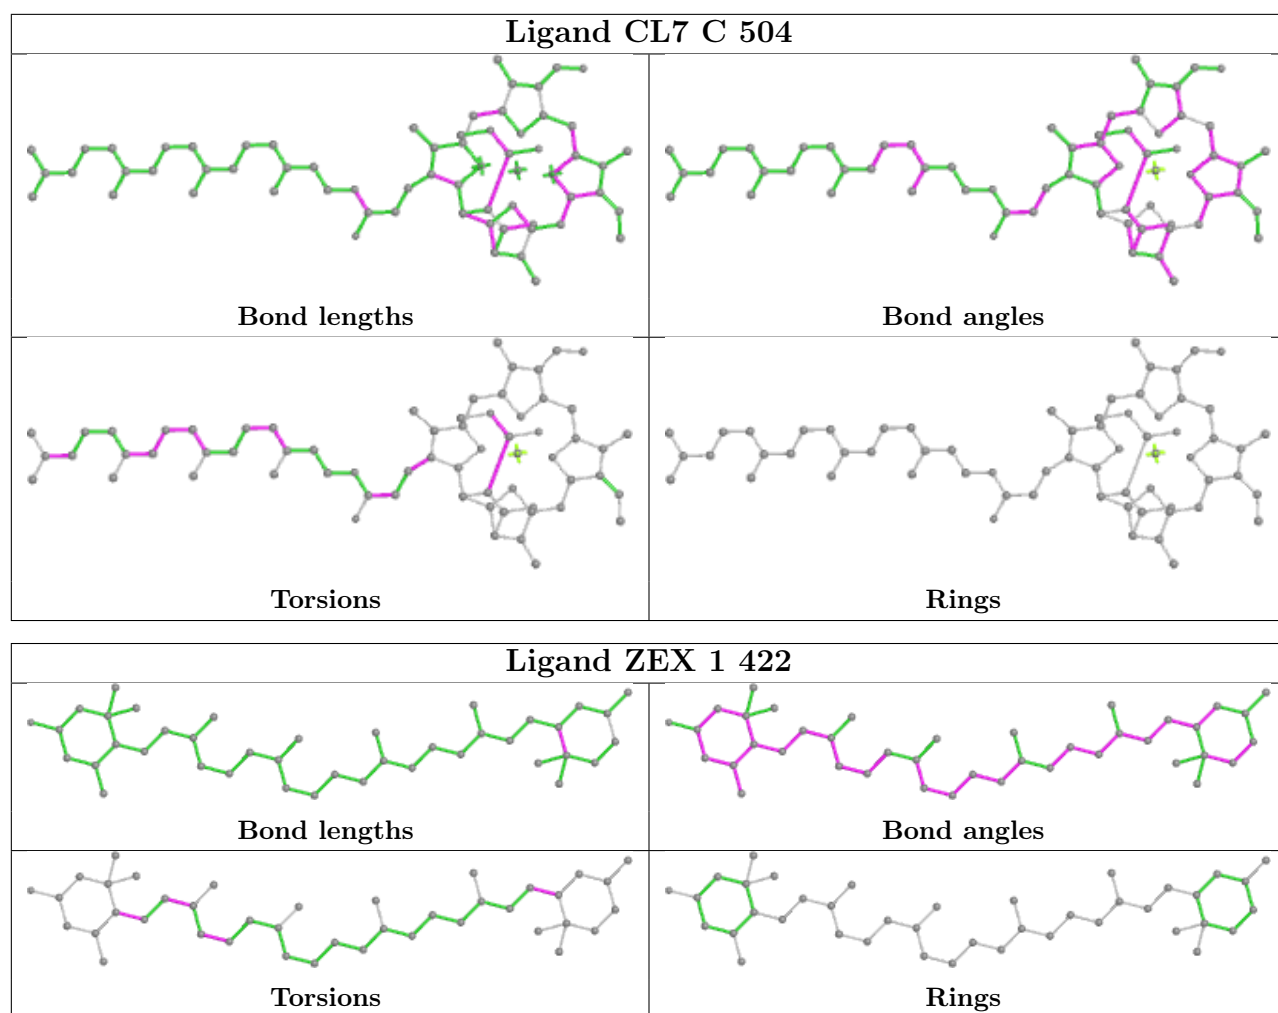 Ligand CL7 C 504
Bond lengths
Bond angles
Torsions
Rings
Ligand ZEX 1 422
Bond lengths
Bond angles
Torsions
Rings